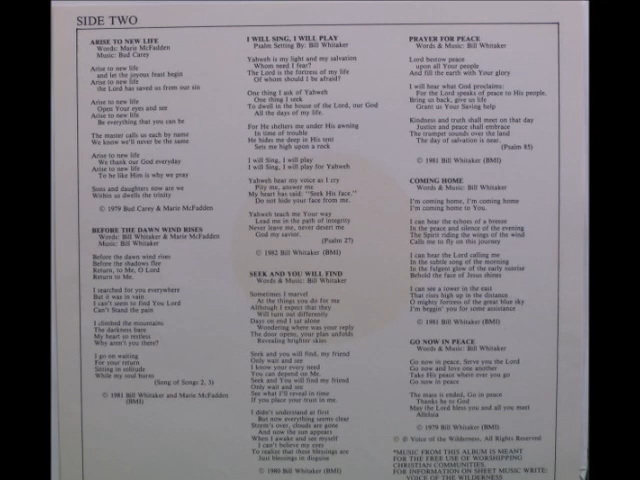 SIDE TWO
ARISE TO NEW LIFE
Words: Marie McFadden
Music: Bud Carey
Arise to new life
and let the joyous feast begin
Arise to new life
the Lord has saved us from our sin
Arise to new life
Open Your eyes and see
Arise to new life
Be everything that you can be
The master calls us each by name
We know we'll never be the same
Arise to new life
We thank our God everyday
Arise to new life
To be like Him is why we pray
Sons and daughters now are we
Within us dwells the trinity
© 1979 Bud Carey & Marie McFadden
BEFORE THE DAWN WIND RISES
Words: Bill Whitaker & Marie McFadden
Music: Bill Whitaker
Before the dawn wind rises
Before the shadows flay
Return, to Me, O Lord
Return to Me.
I searched for you everywhere
But it was in vain
I can't seem to find You Lord
Can't Stand the pain
I climbed the mountains
The darkness bare
My heart so restless
Why aren't you there?
I go on waiting
For your return
Sitting in solitude
While my soul burns
(Song of Songs 2, 3)
© 1981 Bill Whitaker and Marie McFadden
(BMI)
I WILL SING, I WILL PLAY
Psalm Setting By: Bill Whitaker
Yahweh is my light and my salvation
Whom need I fear?
The Lord is the fortress of my life
Of whom should I be afraid?
One thing I ask of Yahweh
One thing I seek
To dwell in the house of the Lord, our God
All the days of my life.
For He shelters me under His awning
In time of trouble
He hides me deep in His tent
Sets me high upon a rock
I will Sing, I will play
I will Sing, I will play for Yahweh
Yahweh hear my voice as I cry
Pity me, answer me
My heart has said: "Seek His face."
Do not hide your face from me.
Yahweh teach me Your way
Lead me in the path of integrity
Never leave me, never desert me
God my savior.
(Psalm 27)
© 1982 Bill Whitaker (BMI)
SEEK AND YOU WILL FIND
Words & Music: Bill Whitaker
Sometimes I marvel
At the things you do for me
Although I expect that they
Will turn out differently
Days on end I sat alone
Wondering where was your reply
The door opens, your plan unfolds
Revealing brighter skies
Seek and you will find, my friend
Only wait and see
I know your every need
You can depend on Me.
Seek and You will find my friend
Only wait and see
See what I'll reveal in time
If you place your trust in me.
I didn't understand at first
But now everything seems clear
Storm's over, clouds are gone
And now the sun appears
When I awake and see myself
I can't believe my eyes
To realize that these blessings are
Just blessings in disguise
© 1980 Bill Whitaker (BMI)
PRAYER FOR PEACE
Words & Music: Bill Whitaker
Lord bestow peace
upon all Your people
And fill the earth with Your glory
I will hear what God proclaims:
For the Lord speaks of peace to His people.
Bring us back, give us life
Grant us Your Saving help
Kindness and truth shall meet on that day
Justice and peace shall embrace
The trumpet sounds over the land
The day of salvation is near.
(Psalm 85)
© 1981 Bill Whitaker (BMI)
COMING HOME
Words & Music: Bill Whitaker
I'm coming home, I'm coming home
I'm coming home to You.
I can hear the echoes of a breeze
In the peace and silence of the evening
The Spirit riding the wings of the wind
Calls me to fly on this journey
I can hear the Lord calling me
In the subtle song of the morning
In the fulgent glow of the early sunrise
Behold the face of Jesus shines
I can see a tower in the east
That rises high up in the distance
O mighty fortress of the great blue sky
I'm beggin' you for some assistance
© 1981 Bill Whitaker (BMI)
GO NOW IN PEACE
Words & Music: Bill Whitaker
Go now in peace, Serve you the Lord
Go now and love one another
Take His peace where ever you go
Go now in peace
The mass is ended, Go in peace
Thanks be to God
May the Lord bless you and all you meet
Alleluia
© 1979 Bill Whitaker (BMI)
© ℗ Voice of the Wilderness, All Rights Reserved
*MUSIC FROM THIS ALBUM IS MEANT
FOR THE FREE USE OF WORSHIPPING
CHRISTIAN COMMUNITIES.
FOR INFORMATION ON SHEET MUSIC WRITE:
VOICE OF THE WILDERNESS